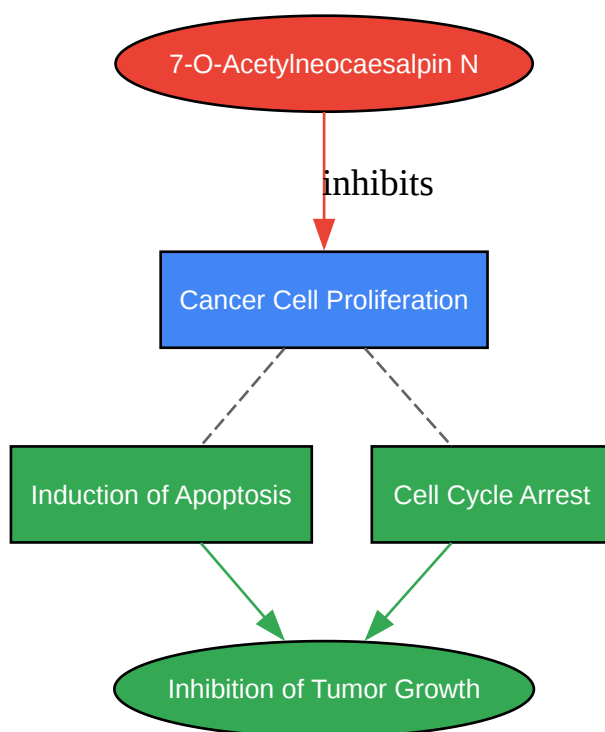 7-O-Acetylneocaesalpin N
inhibits
Cancer Cell Proliferation
Induction of Apoptosis
Cell Cycle Arrest
Inhibition of Tumor Growth